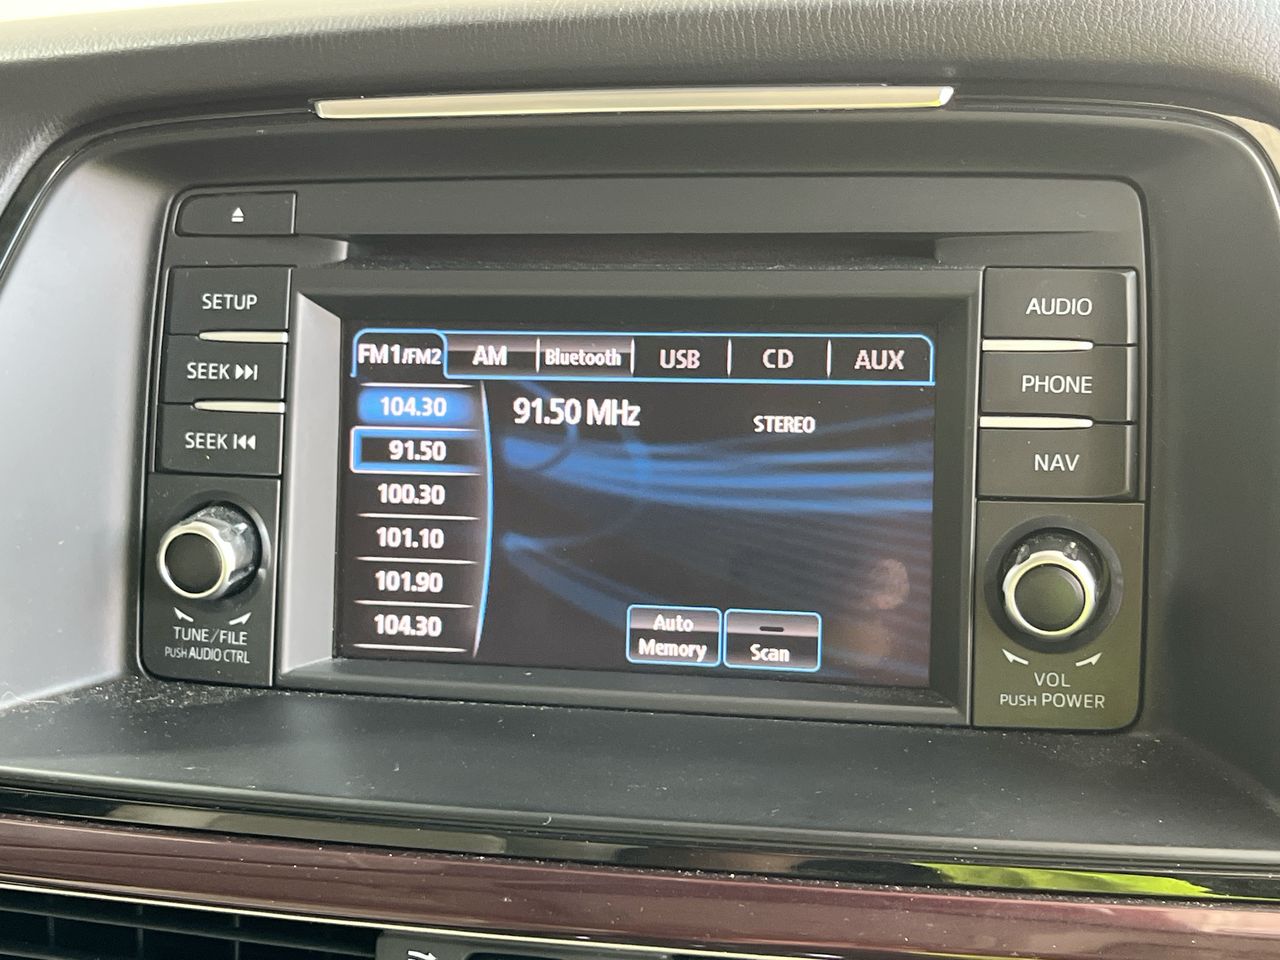 SETUP
SEEK
SEEK
TUNE/FILE
PUSH AUDIO CTRL
FM1/FM2 AM Bluetooth USB CD AUX
104.30
91.50
100.30
101.10
101.90
104.30
91.50 MHz
STEREO
Auto
Memory
Scan
AUDIO
PHONE
NAV
VOL
PUSH POWER